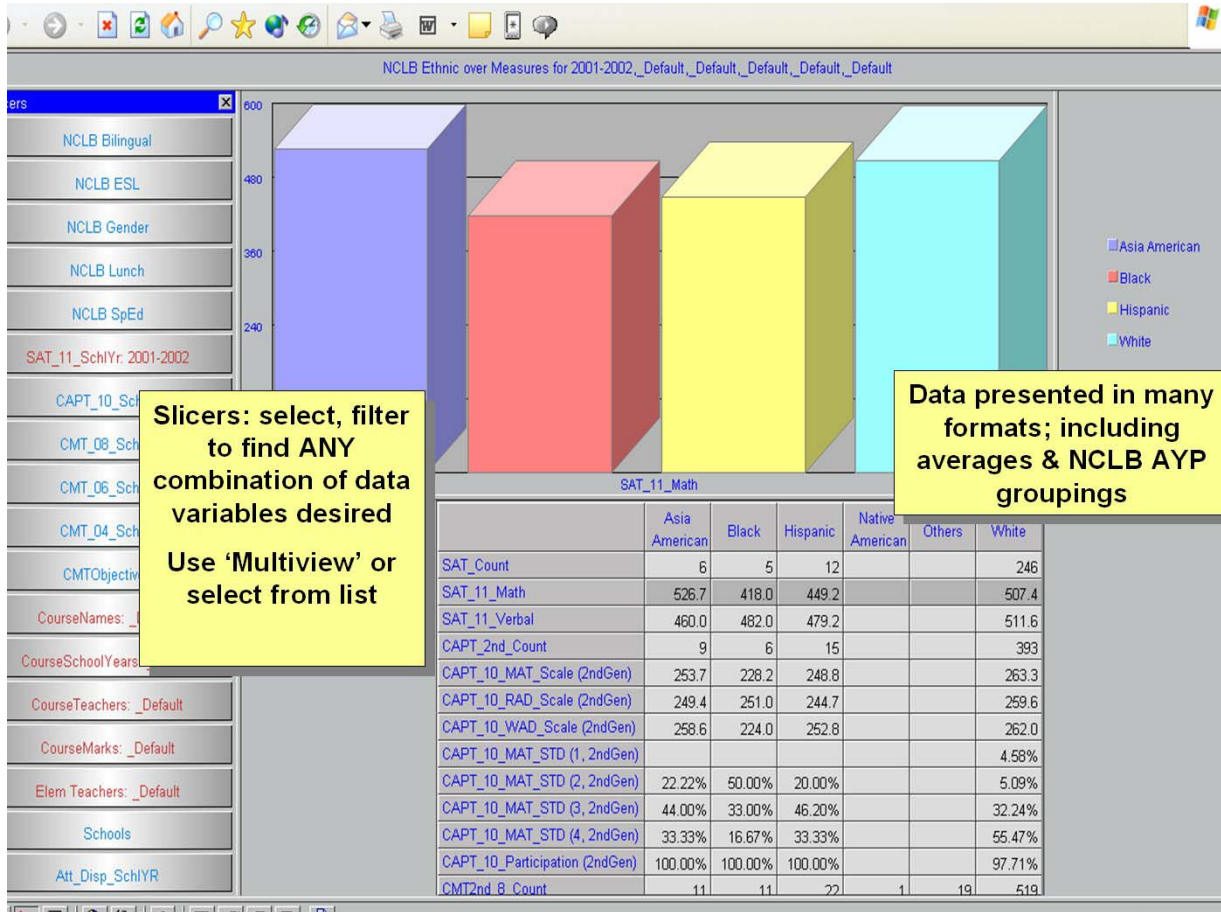 NCLB Ethnic over Measures for 2001-2002,_Default,_Default,_Default,_Default,_Default
cers
NCLB Bilingual
NCLB ESL
NCLB Gender
NCLB Lunch
NCLB SpEd
SAT_11_SchlYr: 2001-2002
CAPT_10_Sch
CMT_08_Sch
CMT_06_Sch
CMT_04_Sch
CMTObjectiv
CourseNames: _
CourseSchoolYears
CourseTeachers: _Default
CourseMarks: _Default
Elem Teachers: _Default
Schools
Att_Disp_SchlYR
600
480
360
240
Asia American
Black
Hispanic
White
Slicers: select, filter
to find ANY
combination of data
variables desired
Use ‘Multiview’ or
select from list
Data presented in many
formats; including
averages & NCLB AYP
groupings
SAT_11_Math
Asia American Black Hispanic Native American Others White
SAT_Count 6 5 12 246
SAT_11_Math 526.7 418.0 449.2 507.4
SAT_11_Verbal 460.0 482.0 479.2 511.6
CAPT_2nd_Count 9 6 15 393
CAPT_10_MAT_Scale (2ndGen) 253.7 228.2 248.8 263.3
CAPT_10_RAD_Scale (2ndGen) 249.4 251.0 244.7 259.6
CAPT_10_WAD_Scale (2ndGen) 258.6 224.0 252.8 262.0
CAPT_10_MAT_STD (1, 2ndGen) 4.58%
CAPT_10_MAT_STD (2, 2ndGen) 22.22% 50.00% 20.00% 5.09%
CAPT_10_MAT_STD (3, 2ndGen) 44.00% 33.00% 46.20% 32.24%
CAPT_10_MAT_STD (4, 2ndGen) 33.33% 16.67% 33.33% 55.47%
CAPT_10_Participation (2ndGen) 100.00% 100.00% 100.00% 97.71%
CMT2nd_8_Count 11 11 22 1 19 519